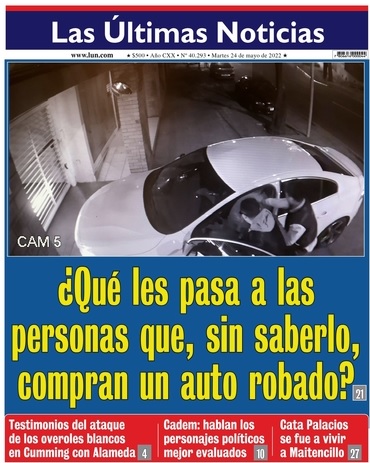 Las Últimas Noticias
www.lun.com ★ $500 • Año CXX • Nº 40.293 • Martes 24 de mayo de 2022 ★
CAM 5
¿Qué les pasa a las
personas que, sin saberlo,
compran un auto robado? 21
Testimonios del ataque
de los overoles blancos
en Cumming con Alameda 4
Cadem: hablan los
personajes políticos
mejor evaluados 10
Cata Palacios
se fue a vivir
a Maitencillo 27